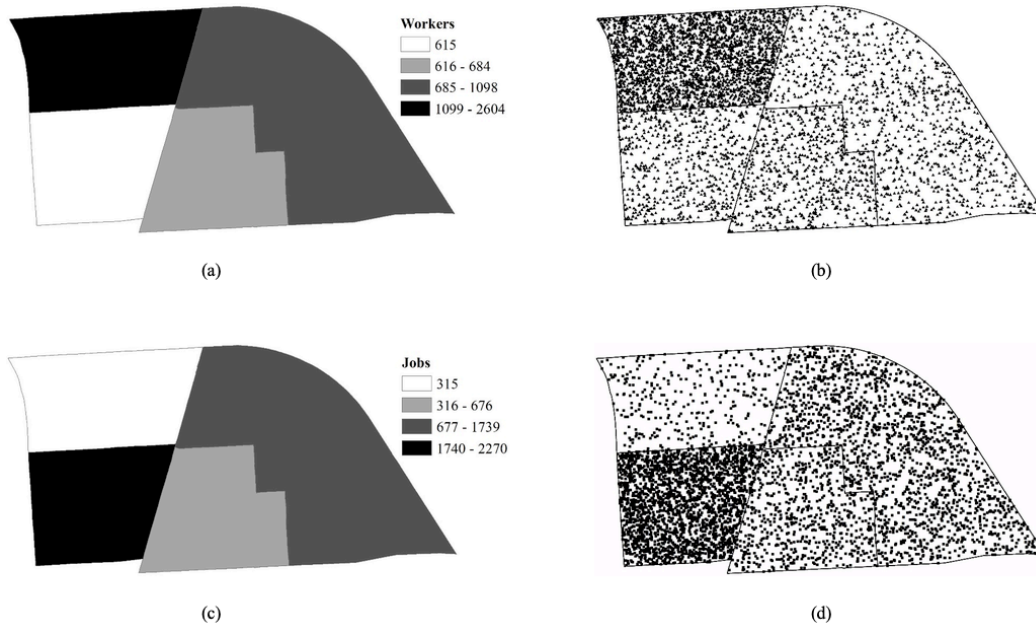 Workers
615
616 - 684
685 - 1098
1099 - 2604
(a)
(b)
Jobs
315
316 - 676
677 - 1739
1740 - 2270
(c)
(d)